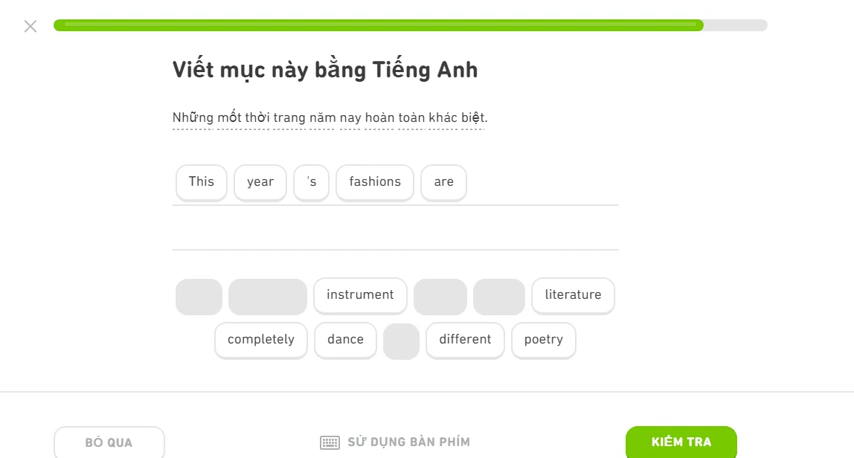 Viết mục này bằng Tiếng Anh
Những mốt thời trang năm nay hoàn toàn khác biệt.
This year 's fashions are
instrument literature
completely dance different poetry
BỎ QUA SỬ DỤNG BÀN PHÍM KIỂM TRA